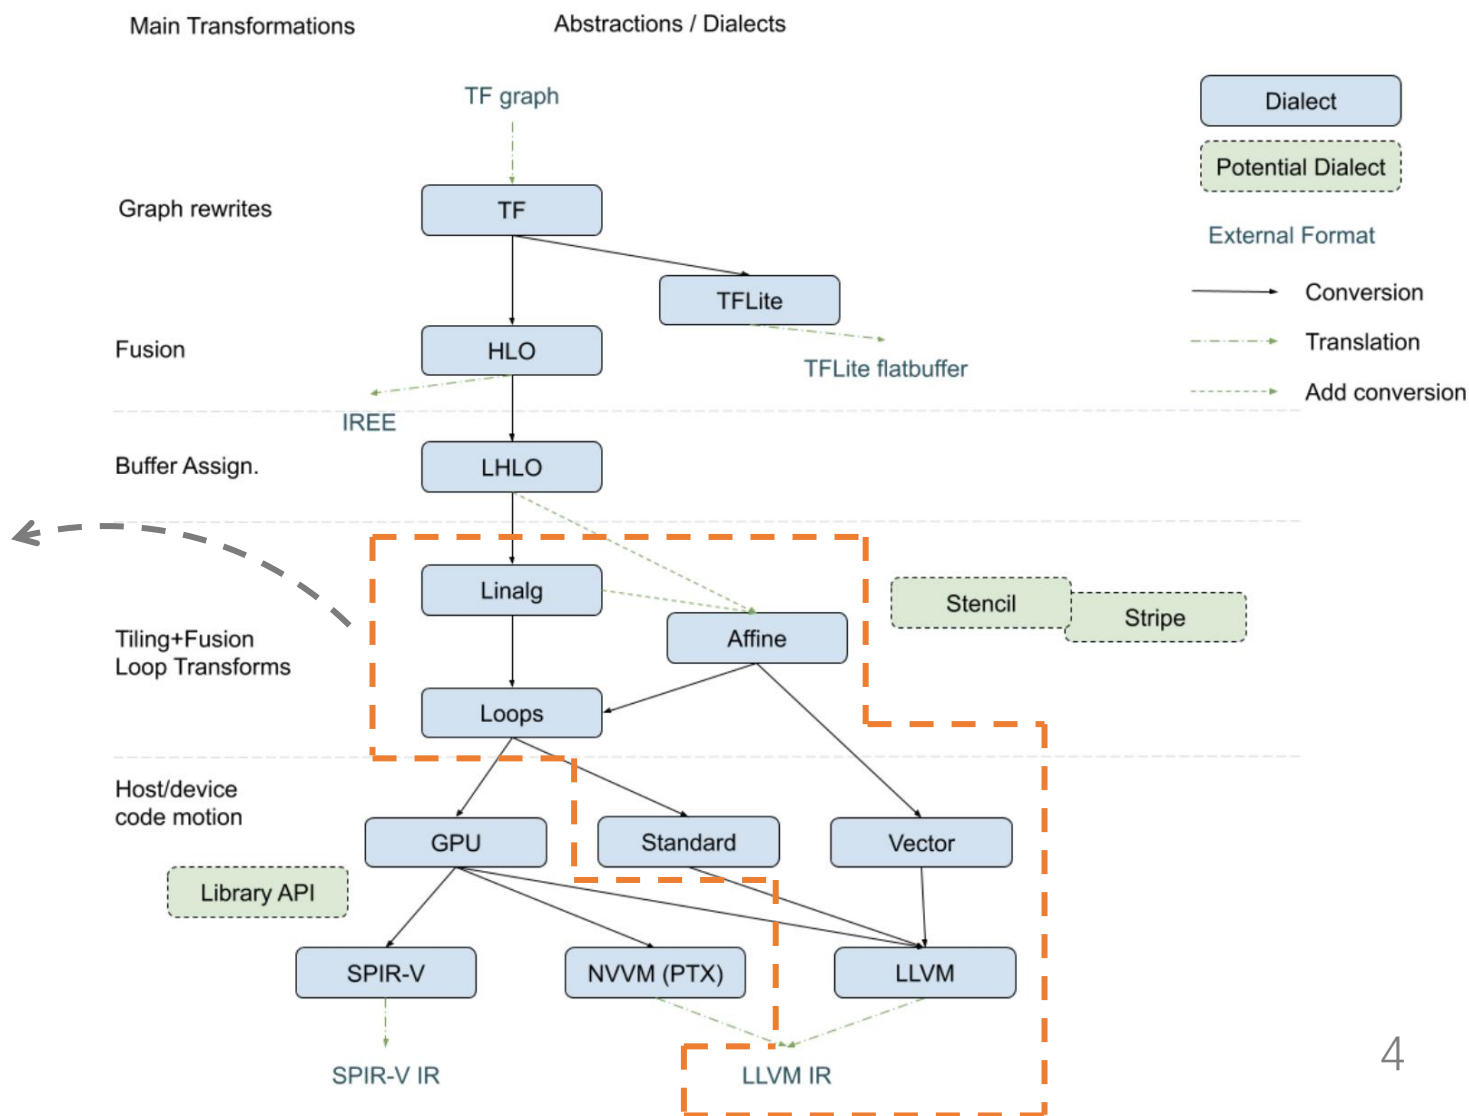 Main Transformations
Abstractions / Dialects
TF graph
Dialect
Potential Dialect
Graph rewrites
TF
External Format
TFLite
Conversion
Fusion
HLO
Translation
TFLite flatbuffer
Add conversion
IREE
Buffer Assign.
LHLO
Linalg
Stencil
Stripe
Tiling+Fusion
Loop Transforms
Affine
Loops
Host/device
code motion
GPU
Standard
Vector
Library API
SPIR-V
NVVM (PTX)
LLVM
SPIR-V IR
LLVM IR
4